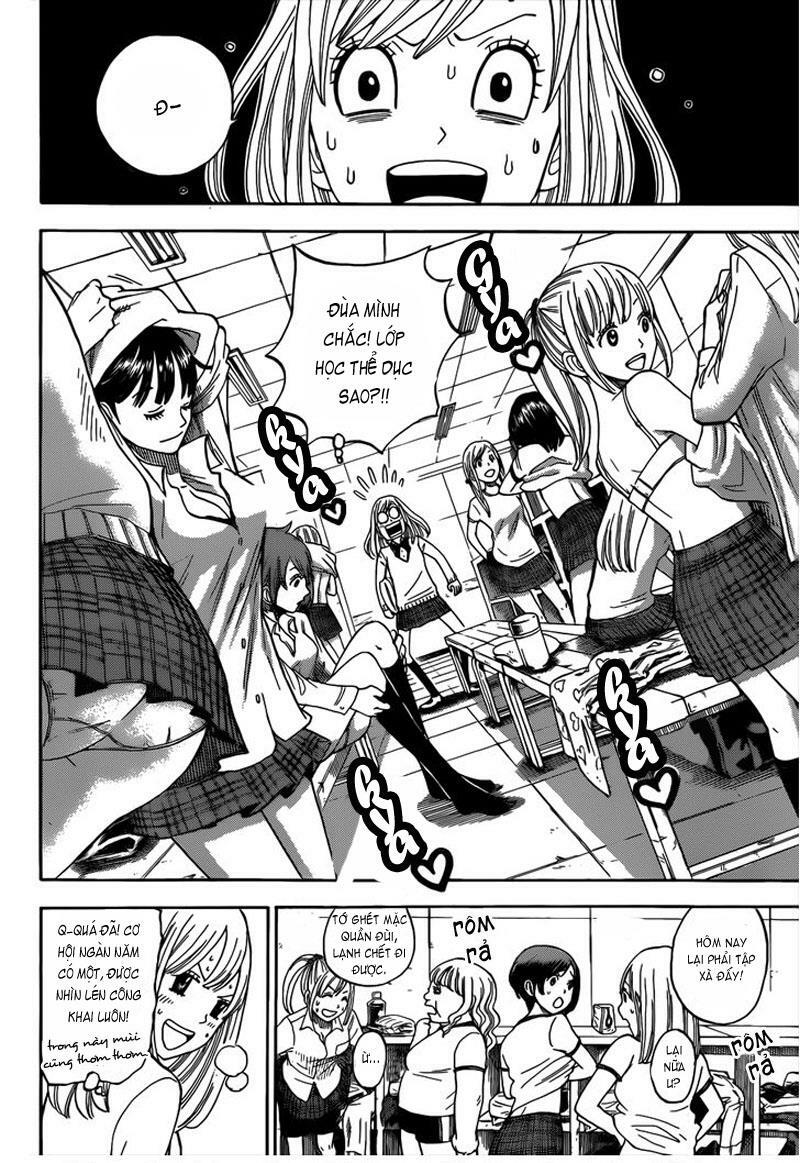 Đ-
Gya
ĐÙA MÌNH
CHẮC! LỚP
HỌC THỂ DỤC
SAO?!!
kya
kya
kya
HÔM NAY
LẠI PHẢI TẬP
XÀ ĐẤY!
LẠI
NỮA
Ư?
RÔM
RẢ
RÔM
RẢ
TỚ GHÉT MẶC
QUẦN ĐÙI,
LẠNH CHẾT ĐI
ĐƯỢC.
Ừ...
Q-QUÁ ĐÃ! CƠ
HỘI NGÀN NĂM
CÓ MỘT, ĐƯỢC
NHÌN LÉN CÔNG
KHAI LUÔN!
trong này mùi
cũng thơm thơm